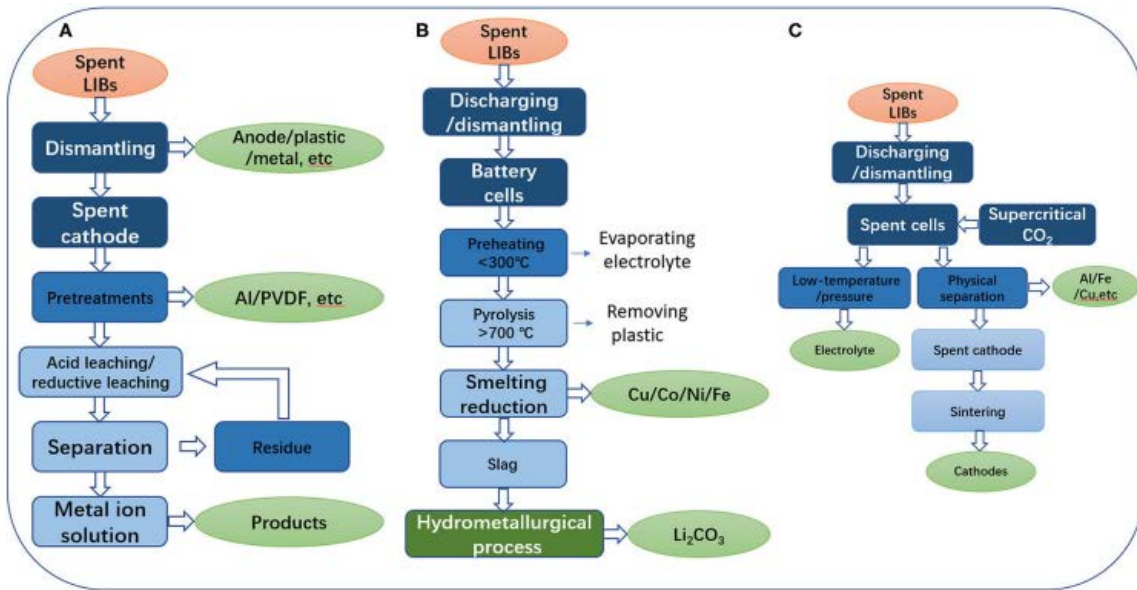 A
Spent
LIBs
Dismantling
Anode/plastic
/metal, etc
Spent
cathode
Pretreatments
Al/PVDF, etc
Acid leaching/
reductive leaching
Separation
Residue
Metal ion
solution
Products
B
Spent
LIBs
Discharging
/dismantling
Battery
cells
Preheating
<300℃
Evaporating
electrolyte
Pyrolysis
>700 ℃
Removing
plastic
Smelting
reduction
Cu/Co/Ni/Fe
Slag
Hydrometallurgical
process
Li₂CO₃
C
Spent
LIBs
Discharging
/dismantling
Spent cells
Supercritical
CO₂
Low-temperature
/pressure
Physical
separation
Al/Fe
/Cu,etc
Electrolyte
Spent cathode
Sintering
Cathodes